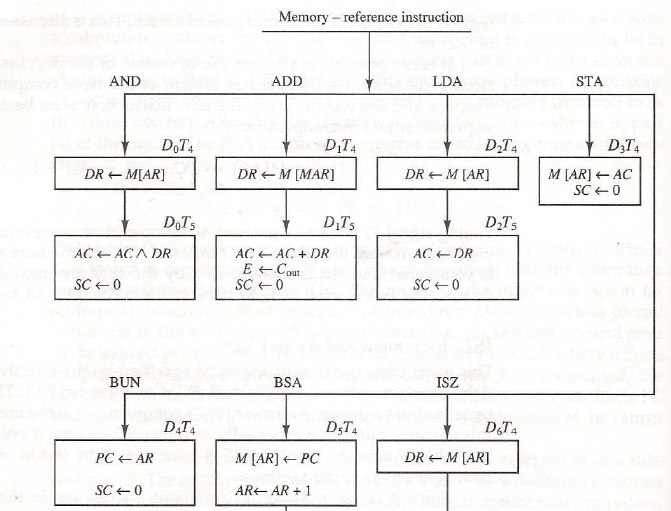 Memory – reference instruction
AND
ADD
LDA
STA
D₀T₄
D₁T₄
D₂T₄
D₃T₄
DR ← M[AR]
DR ← M [MAR]
DR ← M [AR]
M [AR] ← AC
SC ← 0
D₀T₅
D₁T₅
D₂T₅
AC ← AC ∧ DR
SC ← 0
AC ← AC + DR
E ← C_out
SC ← 0
AC ← DR
SC ← 0
BUN
BSA
ISZ
D₄T₄
D₅T₄
D₆T₄
PC ← AR
SC ← 0
M [AR] ← PC
AR ← AR + 1
DR ← M [AR]